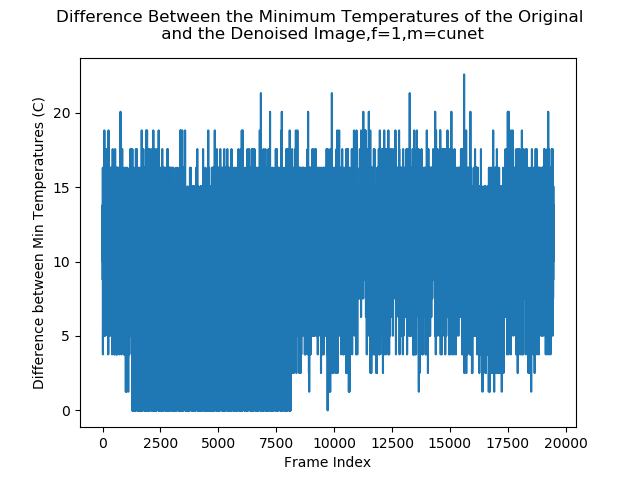 Difference Between the Minimum Temperatures of the Original
and the Denoised Image,f=1,m=cunet
Difference between Min Temperatures (C)
20
15
10
5
0
0 2500 5000 7500 10000 12500 15000 17500 20000
Frame Index